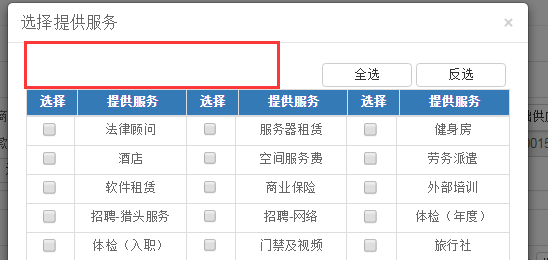 选择提供服务 ×
全选 反选
选择 提供服务 选择 提供服务 选择 提供服务
法律顾问 服务器租赁 健身房
酒店 空间服务费 劳务派遣
软件租赁 商业保险 外部培训
招聘-猎头服务 招聘-网络 体检（年度）
体检（入职） 门禁及视频 旅行社